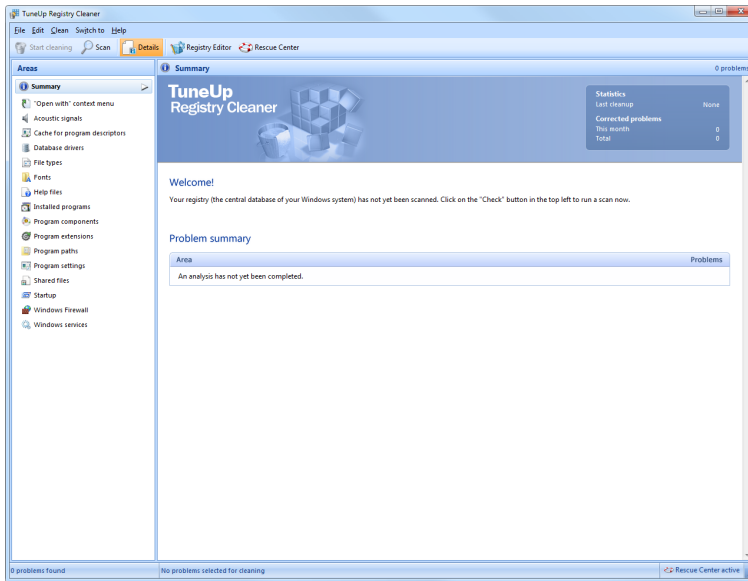 TuneUp Registry Cleaner
File Edit Clean Switch to Help
Start cleaning Scan Details Registry Editor Rescue Center
Areas
Summary
"Open with" context menu
Acoustic signals
Cache for program descriptors
Database drivers
File types
Fonts
Help files
Installed programs
Program components
Program extensions
Program paths
Program settings
Shared files
Startup
Windows Firewall
Windows services
Summary 0 problems
TuneUp
Registry Cleaner
Statistics
Last cleanup None
Corrected problems
This month 0
Total 0
Welcome!
Your registry (the central database of your Windows system) has not yet been scanned. Click on the "Check" button in the top left to run a scan now.
Problem summary
Area Problems
An analysis has not yet been completed.
0 problems found No problems selected for cleaning Rescue Center active